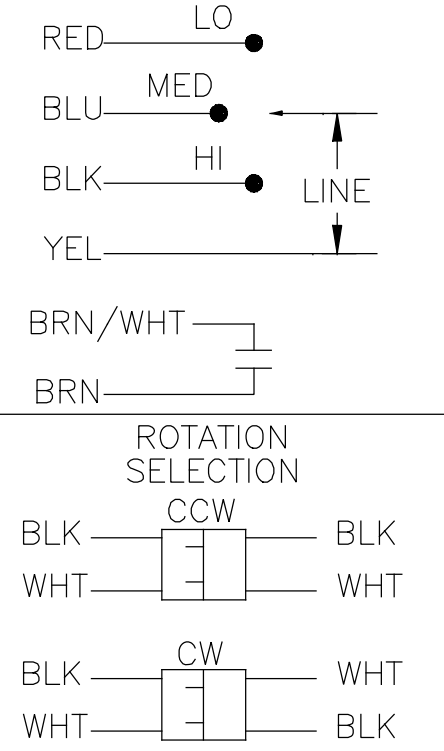 LO
RED
MED
BLU
HI
BLK
LINE
YEL
BRN/WHT
BRN
ROTATION
SELECTION
CCW
BLK BLK
WHT WHT
CW
BLK WHT
WHT BLK